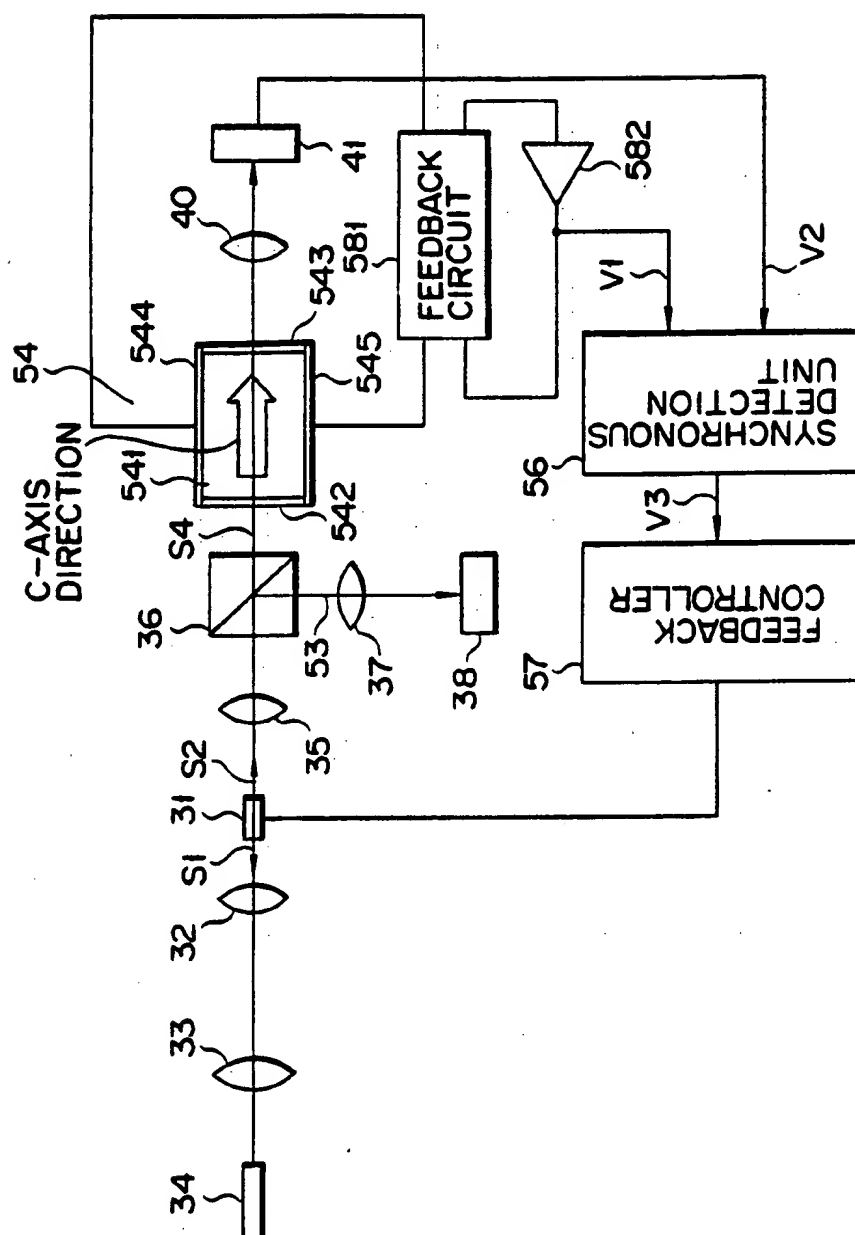 54
C-AXIS
DIRECTION
541
544
543
545
542
S4
36
53
37
38
35
S2
31
S1
32
33
34
40
41
FEEDBACK
CIRCUIT
581
582
V1
V2
SYNCHRONOUS
DETECTION
UNIT
56
V3
FEEDBACK
CONTROLLER
57